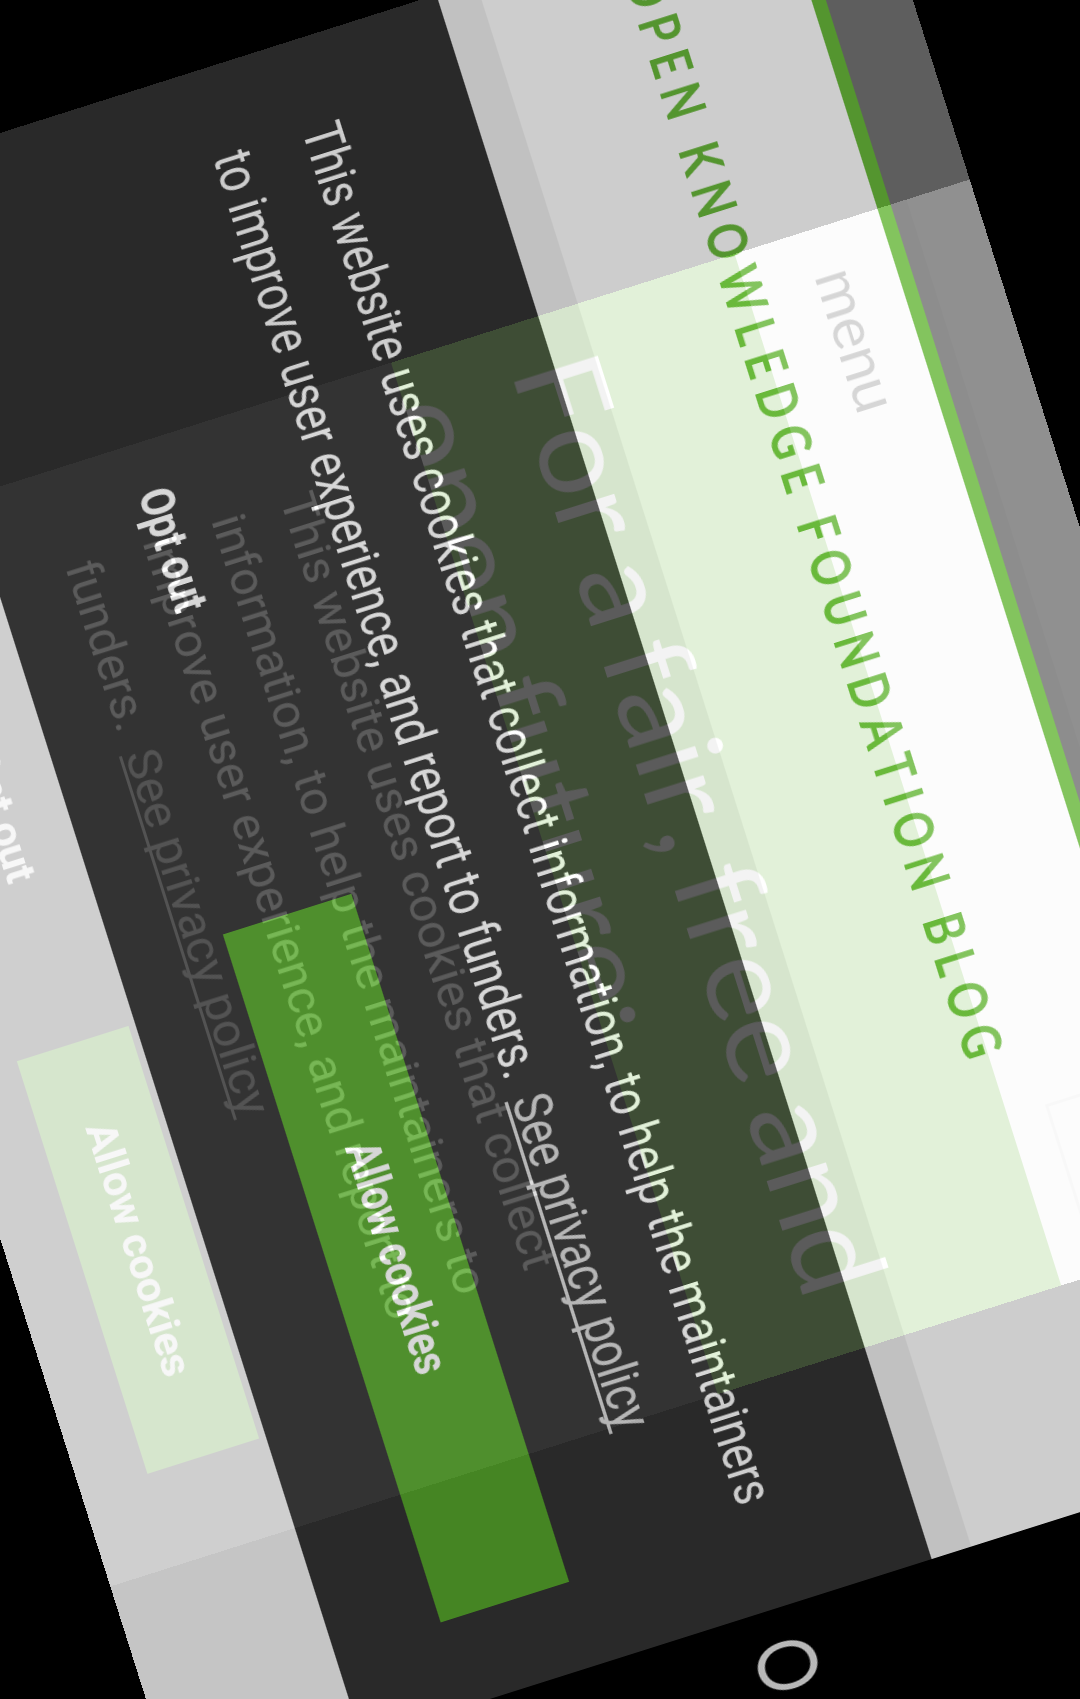 menu
OPEN KNOWLEDGE FOUNDATION BLOG
For a fair, free and
open future.
This website uses cookies that collect information, to help the maintainers
to improve user experience, and report to funders. See privacy policy
This website uses cookies that collect
information, to help the maintainers to
improve user experience, and report to
funders. See privacy policy
Opt out
Allow cookies
out
Allow cookies